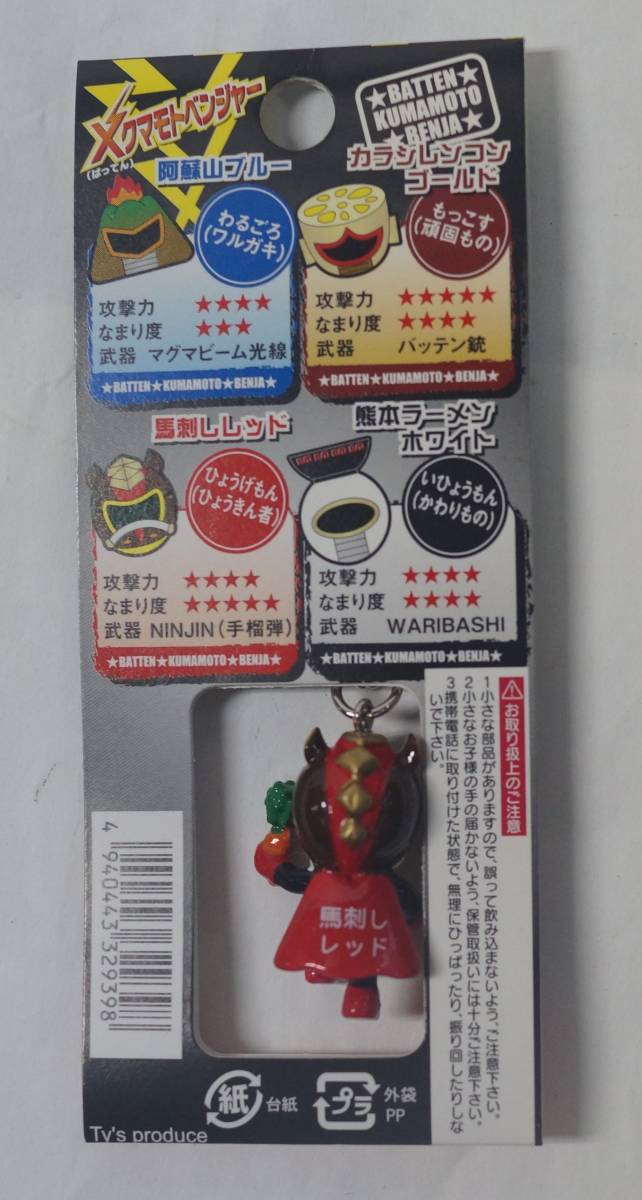 ★BATTEN★
KUMAMOTO
★BENJA★
Xクマモトベンジャー
(ばってん)
阿蘇山ブルー
わるごろ
(ワルガキ)
攻撃力 ★★★★
なまり度 ★★★
武器 マグマビーム光線
★BATTEN★KUMAMOTO★BENJA★
カラシレンコン
ゴールド
もっこす
(頑固もの)
攻撃力 ★★★★★
なまり度 ★★★★
武器 バッテン銃
★BATTEN★KUMAMOTO★BENJA★
馬刺しレッド
ひょうげもん
(ひょうきん者)
攻撃力 ★★★★
なまり度 ★★★★★
武器 NINJIN(手榴弾)
★BATTEN★KUMAMOTO★BENJA★
熊本ラーメン
ホワイト
いひょうもん
(かわりもの)
攻撃力 ★★★★
なまり度 ★★★★
武器 WARIBASHI
★BATTEN★KUMAMOTO★BENJA★
お取り扱上のご注意
1小さな部品がありますので、誤って飲み込まないよう、ご注意下さい。
2小さなお子様の手の届かないよう、保管取扱いには十分ご注意下さい。
3携帯電話に取り付けた状態で、無理にひっぱったり、振り回したりしな
いで下さい。
馬刺し
レッド
4940443329398
紙 台紙
プラ 外袋
PP
Ty's produce